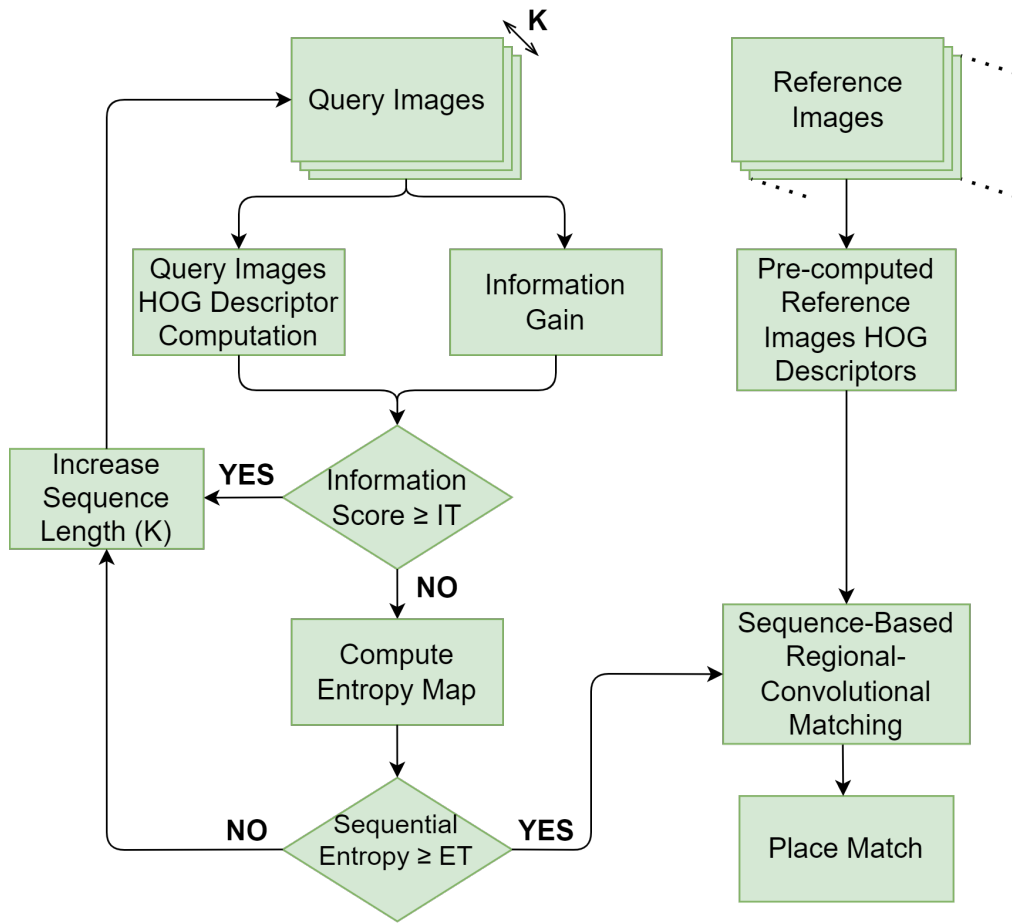 K
Query Images
Reference
Images
Query Images
HOG Descriptor
Computation
Information
Gain
Pre-computed
Reference
Images HOG
Descriptors
Increase
Sequence
Length (K)
YES
Information
Score ≥ IT
NO
Compute
Entropy Map
Sequence-Based
Regional-
Convolutional
Matching
NO
Sequential
Entropy ≥ ET
YES
Place Match